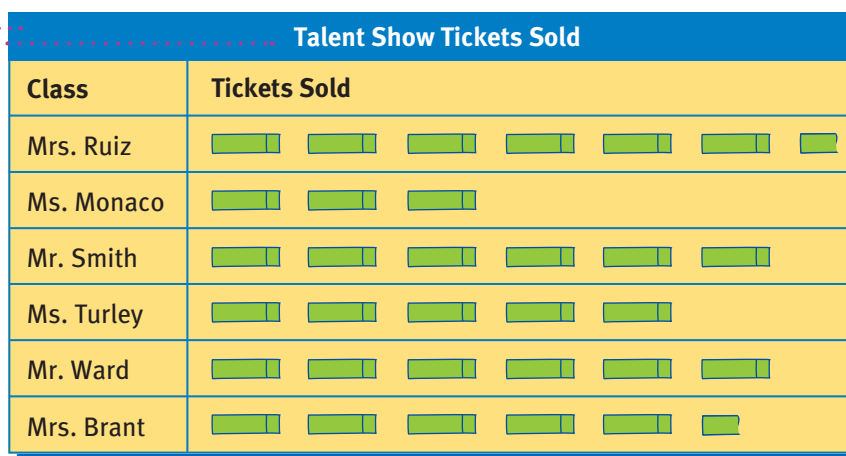 Talent Show Tickets Sold
Class Tickets Sold
Mrs. Ruiz
Ms. Monaco
Mr. Smith
Ms. Turley
Mr. Ward
Mrs. Brant